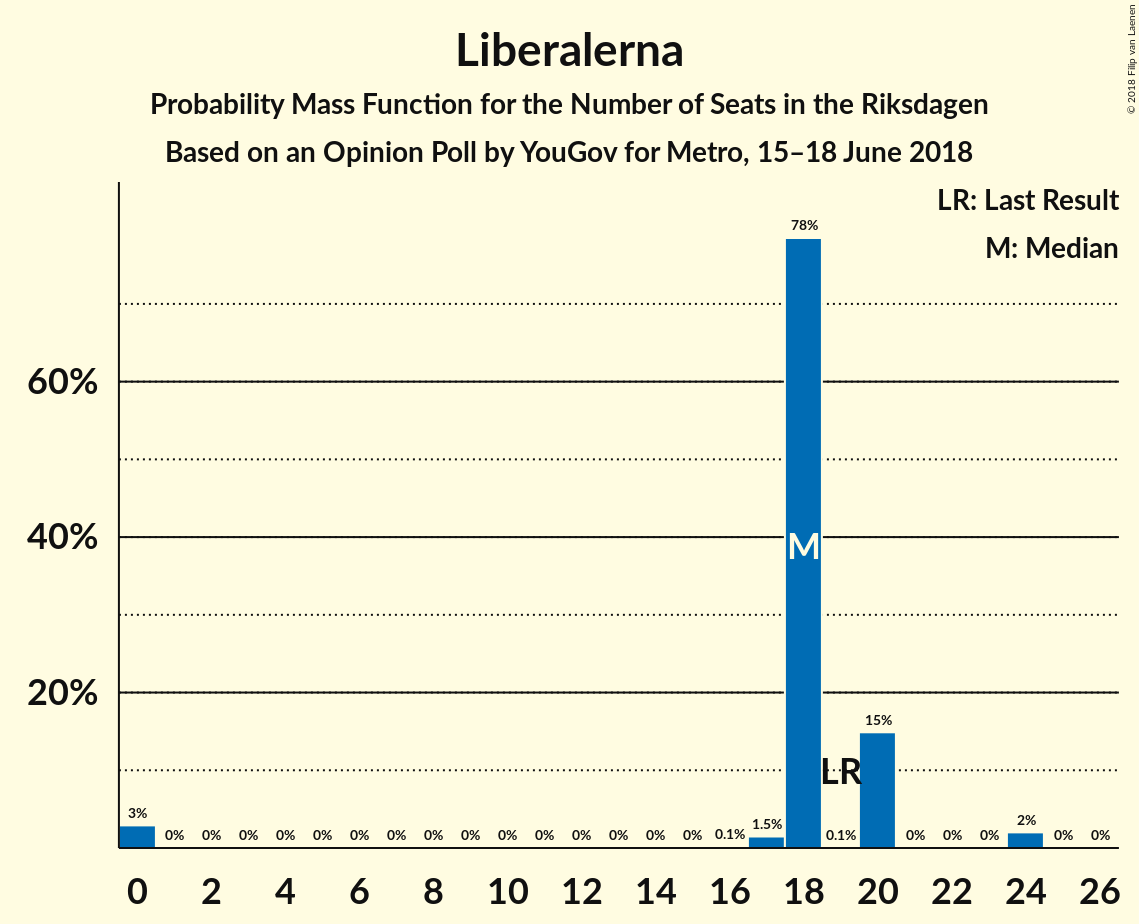 Liberalerna
Probability Mass Function for the Number of Seats in the Riksdagen
Based on an Opinion Poll by YouGov for Metro, 15–18 June 2018
© 2018 Filip van Laenen
LR: Last Result
M: Median
78%
60%
40%
M
20%
15%
LR
3% 0% 0% 0% 0% 0% 0% 0% 0% 0% 0% 0% 0% 0% 0% 0% 0.1% 1.5% 0.1% 0% 0% 0% 2% 0% 0%
0 2 4 6 8 10 12 14 16 18 20 22 24 26